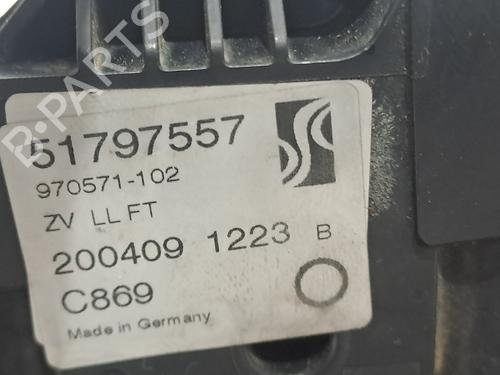 B-PARTS
51797557
970571-102
ZV LL FT
200409 1223 B
C869
Made in Germany